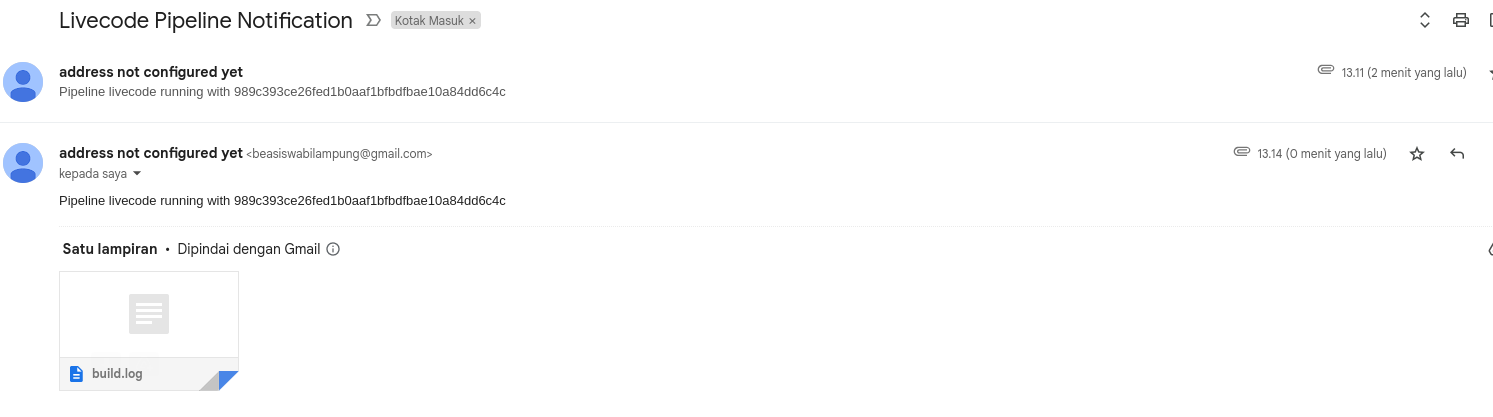 Livecode Pipeline Notification Kotak Masuk ×
address not configured yet 13.11 (2 menit yang lalu)
Pipeline livecode running with 989c393ce26fed1b0aaf1bfbdfbae10a84dd6c4c
address not configured yet <beasiswabilampung@gmail.com> 13.14 (0 menit yang lalu)
kepada saya
Pipeline livecode running with 989c393ce26fed1b0aaf1bfbdfbae10a84dd6c4c
Satu lampiran • Dipindai dengan Gmail
build.log